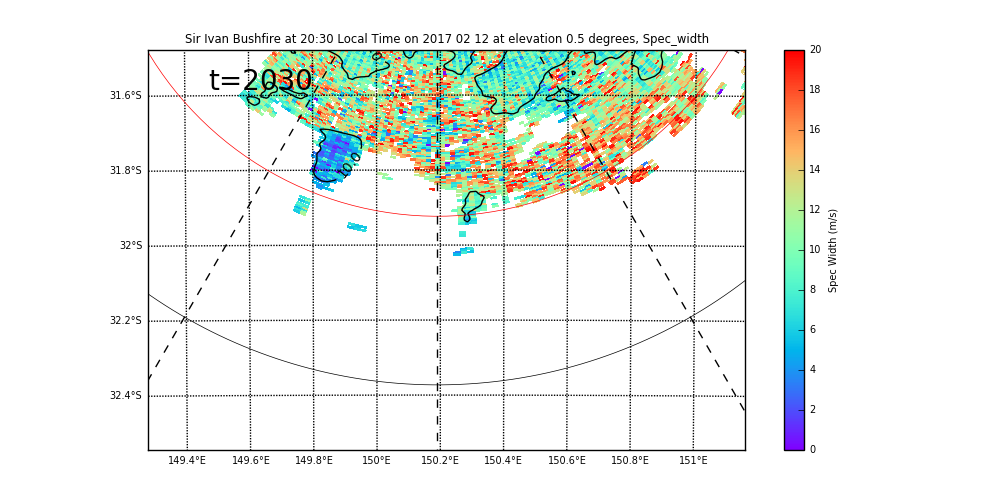 Sir Ivan Bushfire at 20:30 Local Time on 2017 02 12 at elevation 0.5 degrees, Spec_width
t=2030
31.6°S
31.8°S
32°S
32.2°S
32.4°S
149.4°E 149.6°E 149.8°E 150°E 150.2°E 150.4°E 150.6°E 150.8°E 151°E
20
18
16
14
12
10
8
6
4
2
0
Spec Width (m/s)